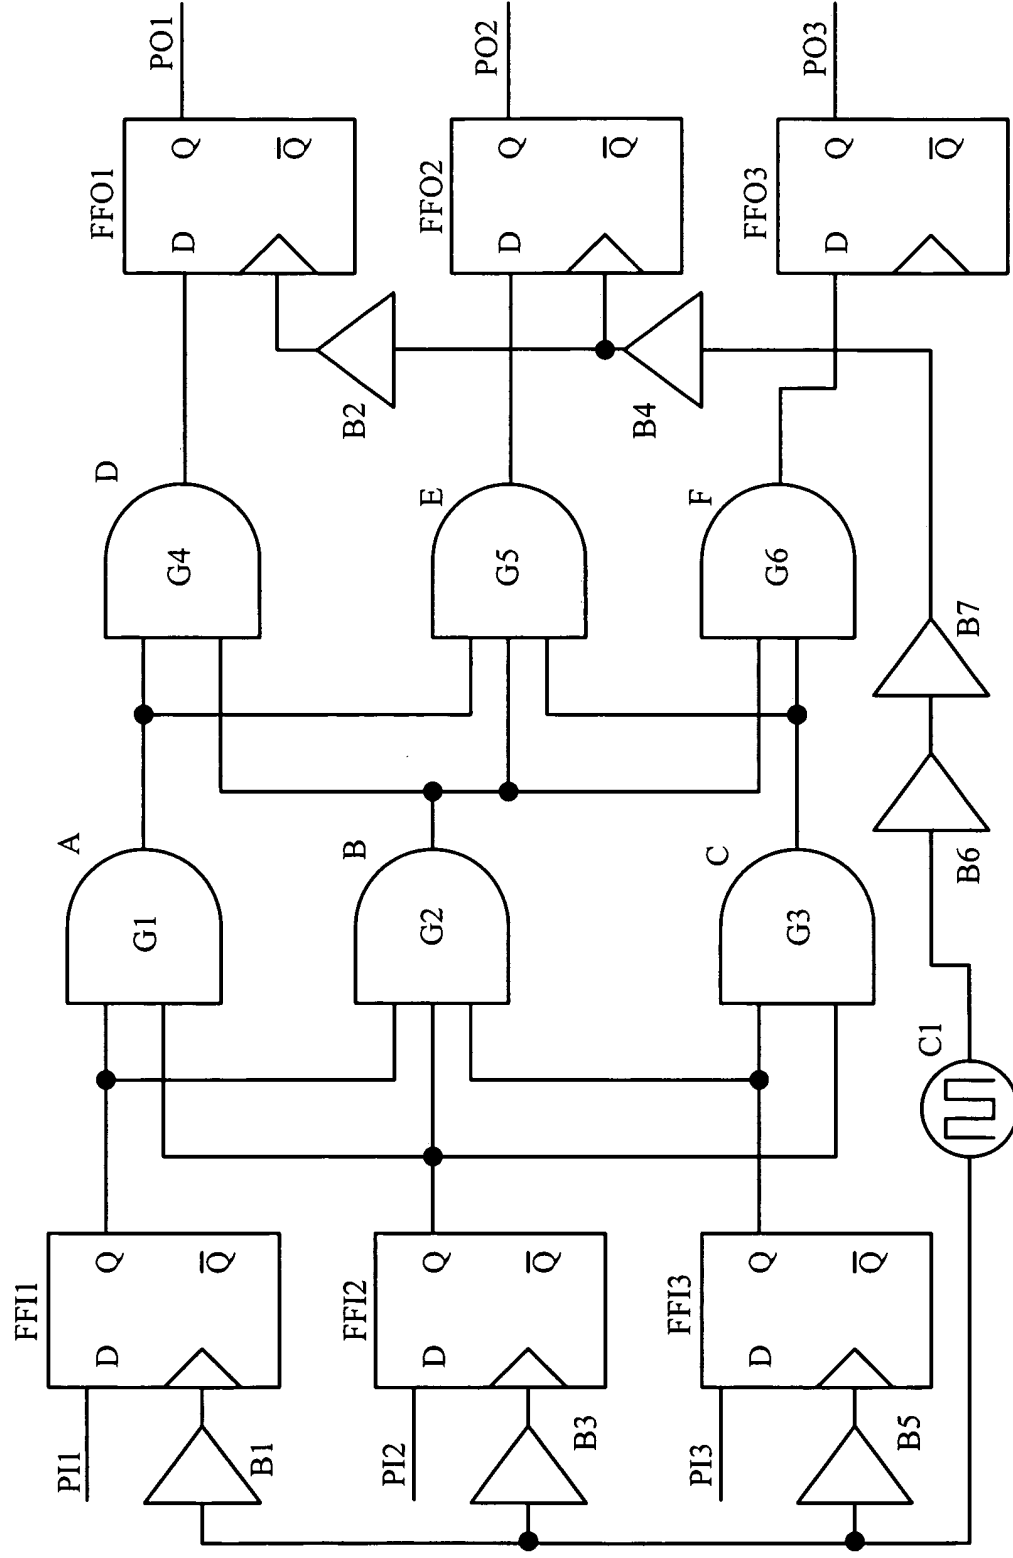 FFI1
D
Q
Q
PI1
B1
FFI2
D
Q
Q
PI2
B3
FFI3
D
Q
Q
PI3
B5
A
G1
B
G2
C
G3
C1
D
G4
E
G5
F
G6
B6
B7
B2
B4
FFO1
D
Q
Q
PO1
FFO2
D
Q
Q
PO2
FFO3
D
Q
Q
PO3